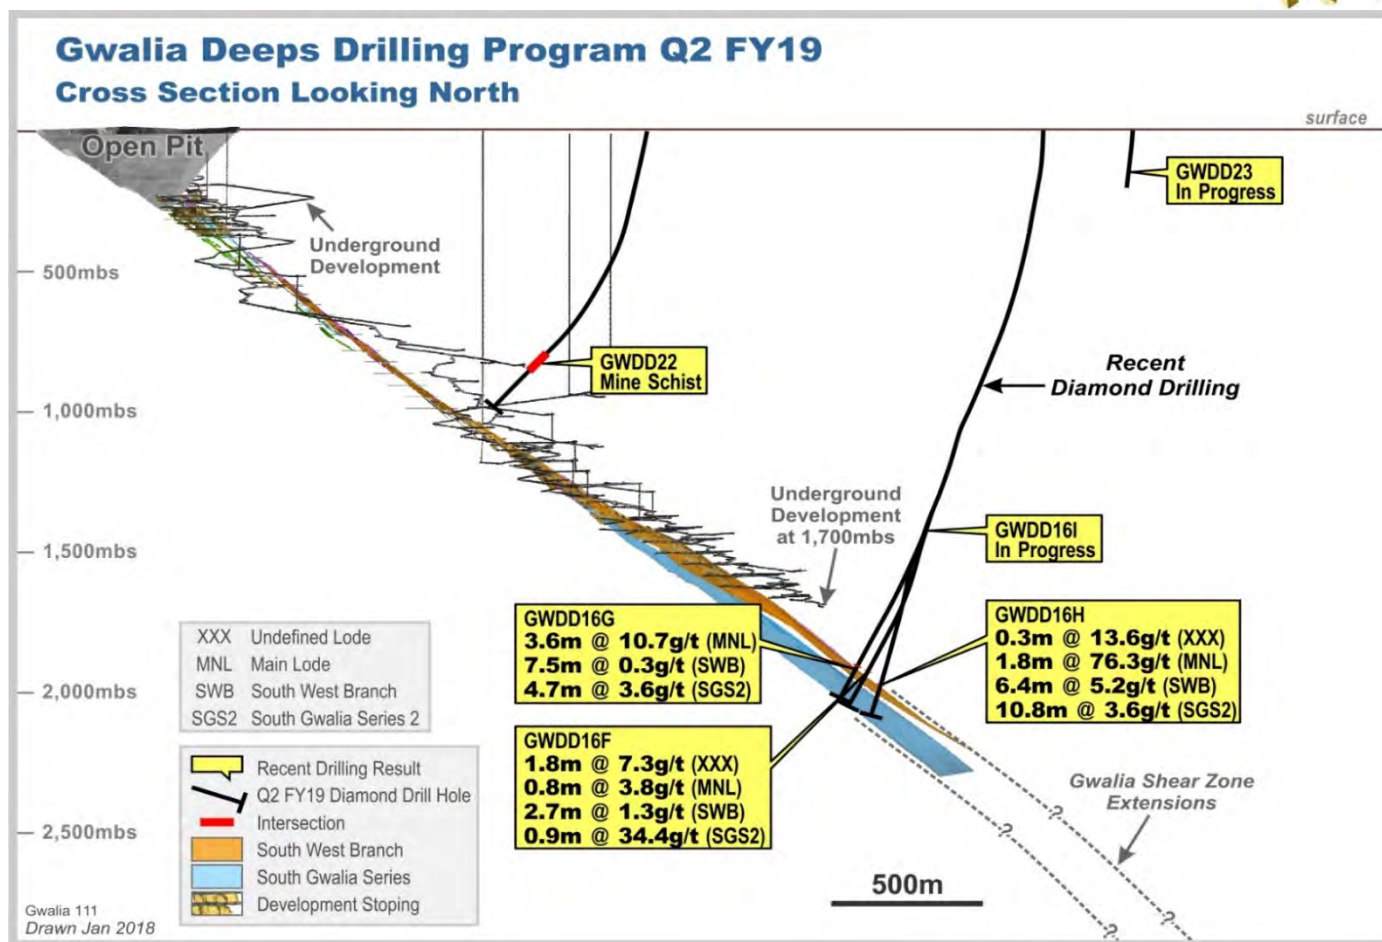 Gwalia Deeps Drilling Program Q2 FY19
Cross Section Looking North
surface
Open Pit
GWDD23
In Progress
Underground
Development
500mbs
GWDD22
Mine Schist
Recent
Diamond Drilling
1,000mbs
Underground
Development
at 1,700mbs
GWDD16I
In Progress
1,500mbs
GWDD16G
3.6m @ 10.7g/t (MNL)
7.5m @ 0.3g/t (SWB)
4.7m @ 3.6g/t (SGS2)
GWDD16H
0.3m @ 13.6g/t (XXX)
1.8m @ 76.3g/t (MNL)
6.4m @ 5.2g/t (SWB)
10.8m @ 3.6g/t (SGS2)
XXX Undefined Lode
MNL Main Lode
SWB South West Branch
SGS2 South Gwalia Series 2
2,000mbs
GWDD16F
1.8m @ 7.3g/t (XXX)
0.8m @ 3.8g/t (MNL)
2.7m @ 1.3g/t (SWB)
0.9m @ 34.4g/t (SGS2)
Recent Drilling Result
Q2 FY19 Diamond Drill Hole
Intersection
South West Branch
South Gwalia Series
Development Stoping
Gwalia Shear Zone
Extensions
2,500mbs
?
?
?
?
500m
Gwalia 111
Drawn Jan 2018